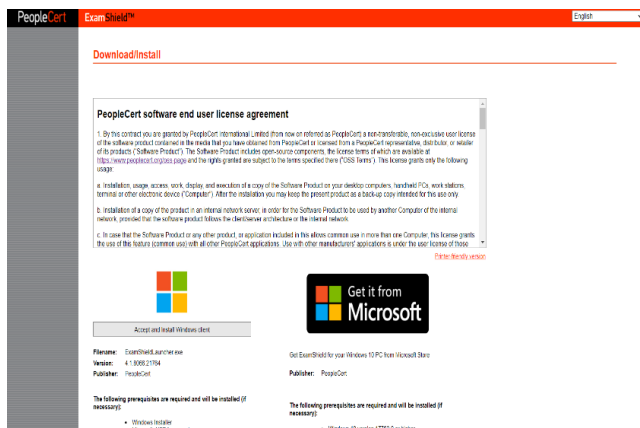 PeopleCert
ExamShield™
English
Download/Install
PeopleCert software end user license agreement
1. By this contract you are granted by PeopleCert International Limited (from now on referred as PeopleCert) a non-transferable, non-exclusive user license
of the software product contained in the media that you have obtained from PeopleCert or licensed from a PeopleCert representative, distributor, or retailer
of its products ("Software Product"). The Software Product includes open-source components, the license terms of which are available at
https://www.peoplecert.org/oss page and the rights granted are subject to the terms specified there ("OSS Terms"). This license grants only the following
usage:
a. Installation, usage, access, work, display, and execution of a copy of the Software Product on your desktop computers, handheld PCs, work stations,
terminal or other electronic device ("Computer"). After the installation you may keep the present product as a back-up copy intended for this use only.
b. Installation of a copy of the product in an internal network server, in order for the Software Product to be used by another Computer of the internal
network, provided that the software product follows the client/server architecture or the internal network.
c. In case that the Software Product or any other product, or application included in this allows common use in more than one Computer, this license grants
the use of this feature (common use) with all other PeopleCert applications. Use with other manufacturers' applications is under the user license of those
Printer friendly version
Accept and Install Windows client
Get it from
Microsoft
Filename: ExamShieldLauncher.exe
Version:
Publisher: PeopleCert
Get ExamShield for your Windows 10 PC from Microsoft Store
Publisher: PeopleCert
The following prerequisites are required and will be installed (if
necessary):
• Windows Installer
The following prerequisites are required and will be installed (if
necessary):